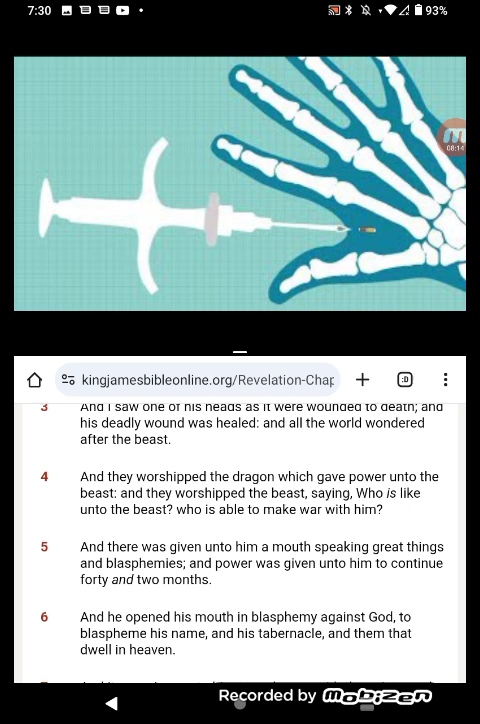 7:30
93%
08:14
kingjamesbibleonline.org/Revelation-Chap
:D
3 And I saw one of his heads as it were wounded to death; and
his deadly wound was healed: and all the world wondered
after the beast.
4 And they worshipped the dragon which gave power unto the
beast: and they worshipped the beast, saying, Who is like
unto the beast? who is able to make war with him?
5 And there was given unto him a mouth speaking great things
and blasphemies; and power was given unto him to continue
forty and two months.
6 And he opened his mouth in blasphemy against God, to
blaspheme his name, and his tabernacle, and them that
dwell in heaven.
Recorded by Mobizen